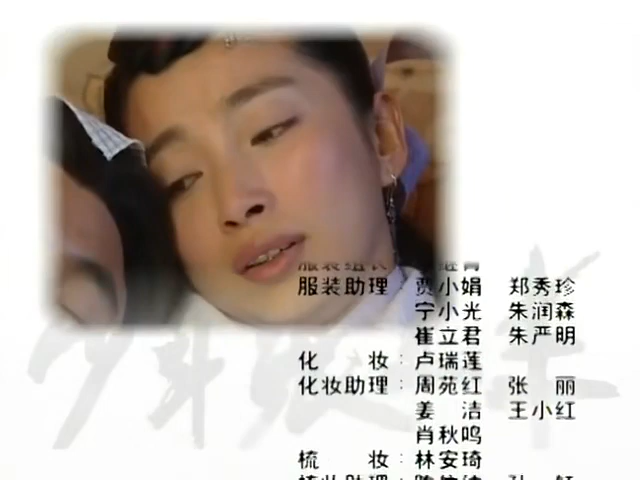 服装助理：贾小娟　郑秀珍
宁小光　朱润森
崔立君　朱严明
化　　妆：卢瑞莲
化妆助理：周苑红　张　丽
姜　洁　王小红
肖秋鸣
梳　　妆：林安琦